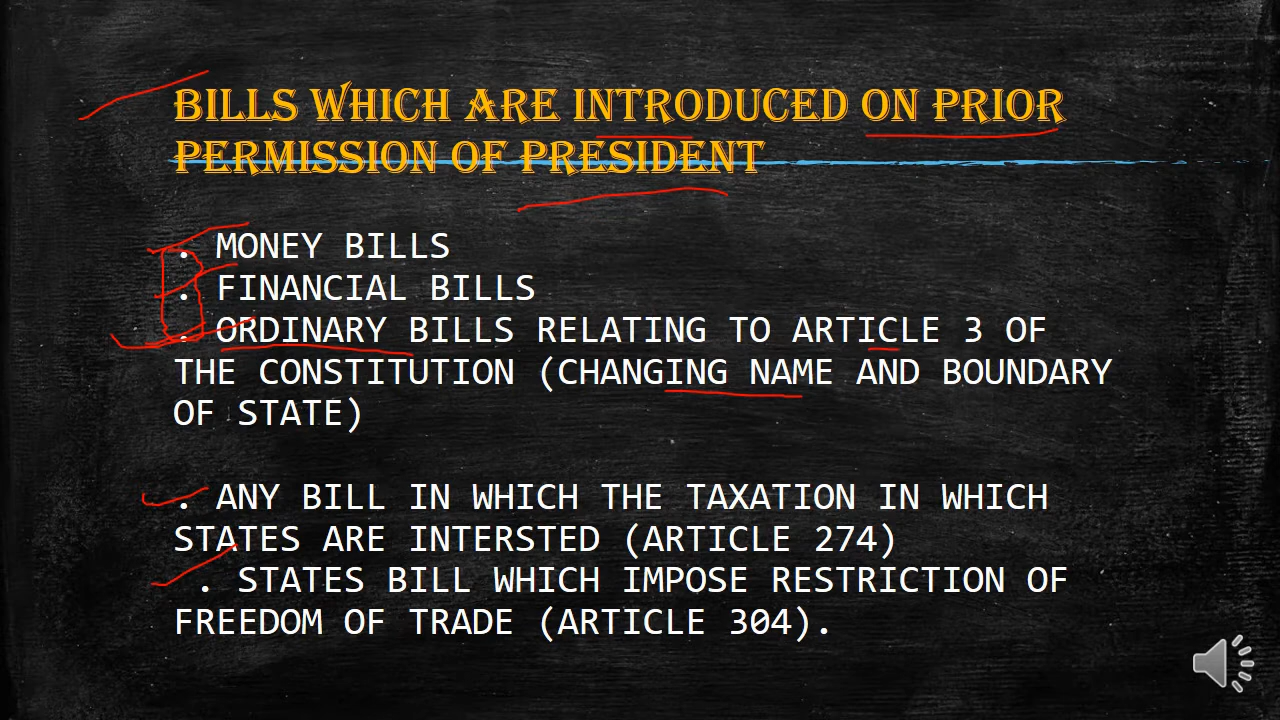 BILLS WHICH ARE INTRODUCED ON PRIOR
PERMISSION OF PRESIDENT
. MONEY BILLS
. FINANCIAL BILLS
. ORDINARY BILLS RELATING TO ARTICLE 3 OF
THE CONSTITUTION (CHANGING NAME AND BOUNDARY
OF STATE)
. ANY BILL IN WHICH THE TAXATION IN WHICH
STATES ARE INTERSTED (ARTICLE 274)
. STATES BILL WHICH IMPOSE RESTRICTION OF
FREEDOM OF TRADE (ARTICLE 304).